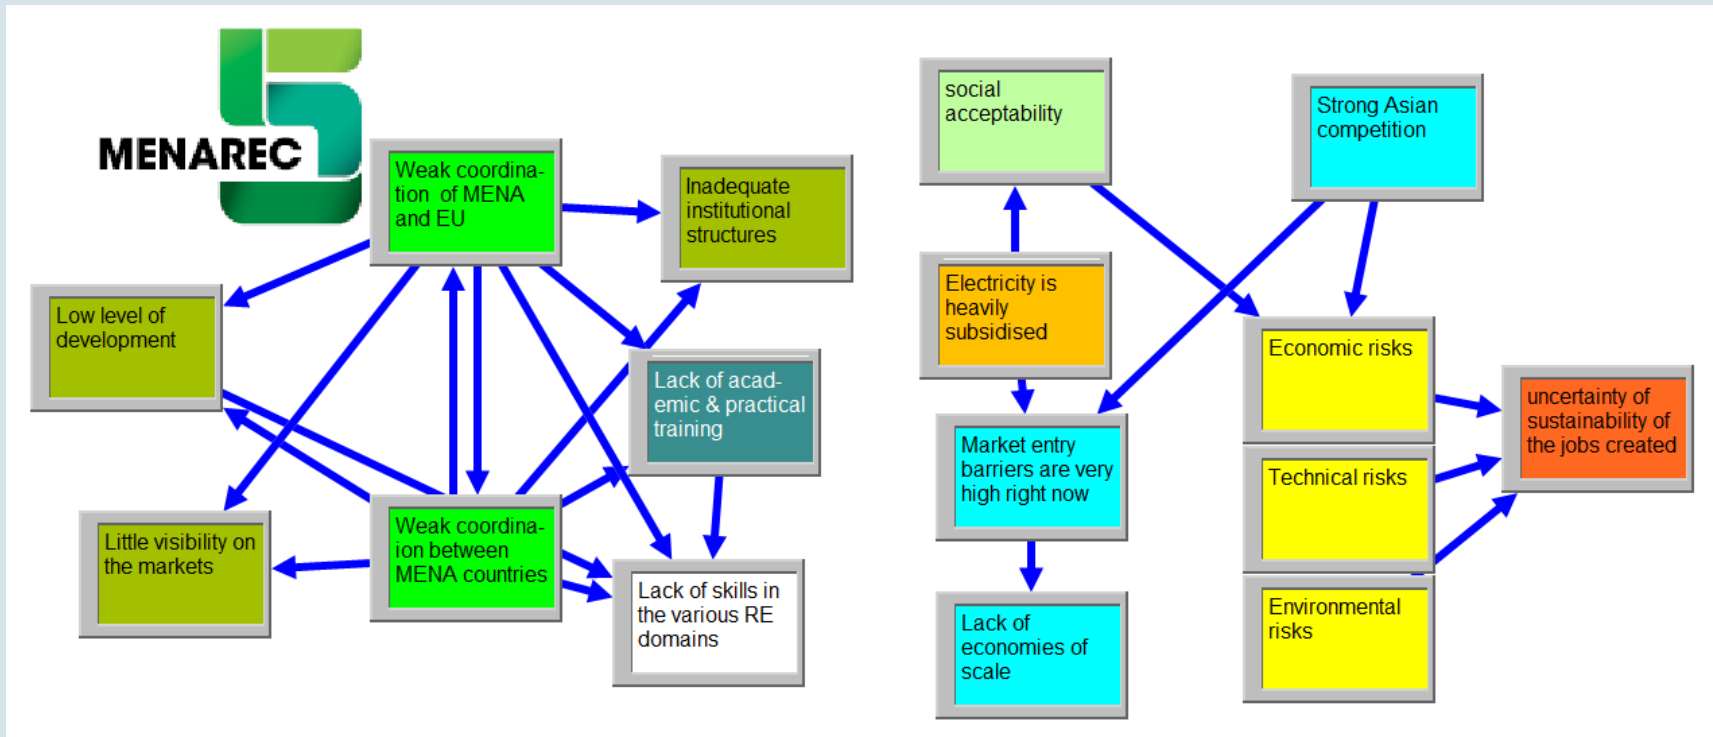 MENAREC
Weak coordina-
tion of MENA
and EU
Inadequate
institutional
structures
Low level of
development
Lack of acad-
emic & practical
training
Little visibility on
the markets
Weak coordina-
ion between
MENA countries
Lack of skills in
the various RE
domains
social
acceptability
Strong Asian
competition
Electricity is
heavily
subsidised
Economic risks
uncertainty of
sustainability of
the jobs created
Market entry
barriers are very
high right now
Technical risks
Lack of
economies of
scale
Environmental
risks